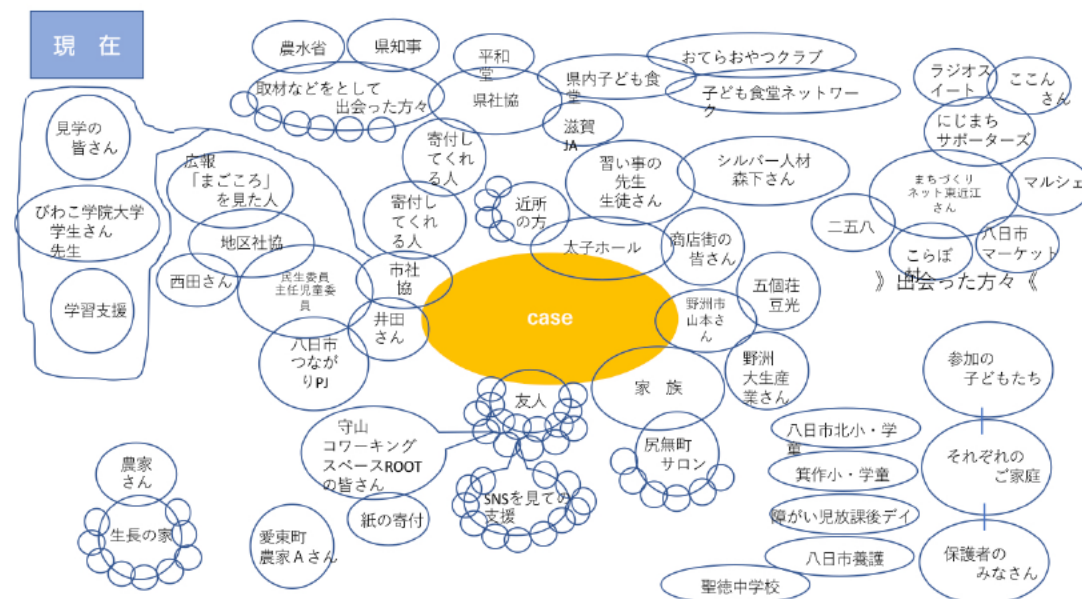 現 在
農水省
県知事
取材などをとして
出会った方々
平和
堂
県社協
県内子ども食
堂
おてらおやつクラブ
子ども食堂ネットワー
ク
滋賀
JA
ラジオス
イート
ここん
さん
にじまち
サポーターズ
まちづくり
ネット東近江
さん
マルシェ
二五八
こらぼ
村
八日市
マーケット
》出会った方々《
見学の
皆さん
びわこ学院大学
学生さん
先生
学習支援
広報
「まごころ」
を見た人
地区社協
西田さん
民生委員
主任児童委
員
八日市
つなが
りPJ
寄付し
てくれ
る人
寄付し
てくれ
る人
市社
協
井田
さん
近所
の方
習い事の
先生
生徒さん
シルバー人材
森下さん
太子ホール
商店街の
皆さん
case
野洲市
山本さ
ん
五個荘
豆光
野洲
大生産
業さん
家 族
友人
尻無町
サロン
守山
コワーキング
スペースROOT
の皆さん
SNSを見ての
支援
紙の寄付
農家
さん
生長の家
愛東町
農家Aさん
参加の
子どもたち
それぞれの
ご家庭
保護者の
みなさん
八日市北小・学
童
箕作小・学童
障がい児放課後デイ
八日市養護
聖徳中学校